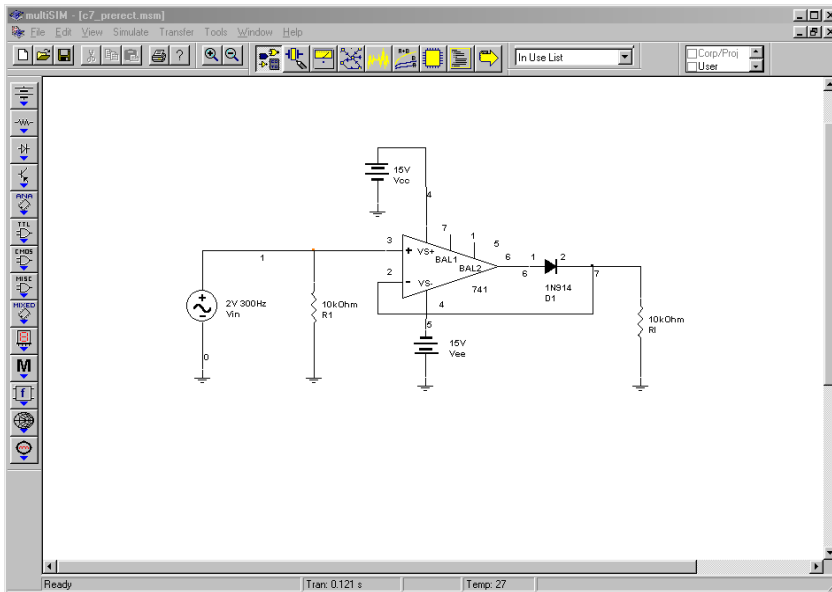 multiSIM - [c7_prerect.msm]
File Edit View Simulate Transfer Tools Window Help
In Use List
Corp/Proj
User
ANA
TTL
CMOS
MISC
MIXED
M
f
15V
Vcc
4
7
1
5
3
VS+
BAL1
BAL2
6
1
2
1
2
VS-
741
6
7
1N914
D1
2V 300Hz
Vin
10kOhm
R1
4
5
15V
Vee
10kOhm
Rl
0
Ready
Tran: 0.121 s
Temp: 27